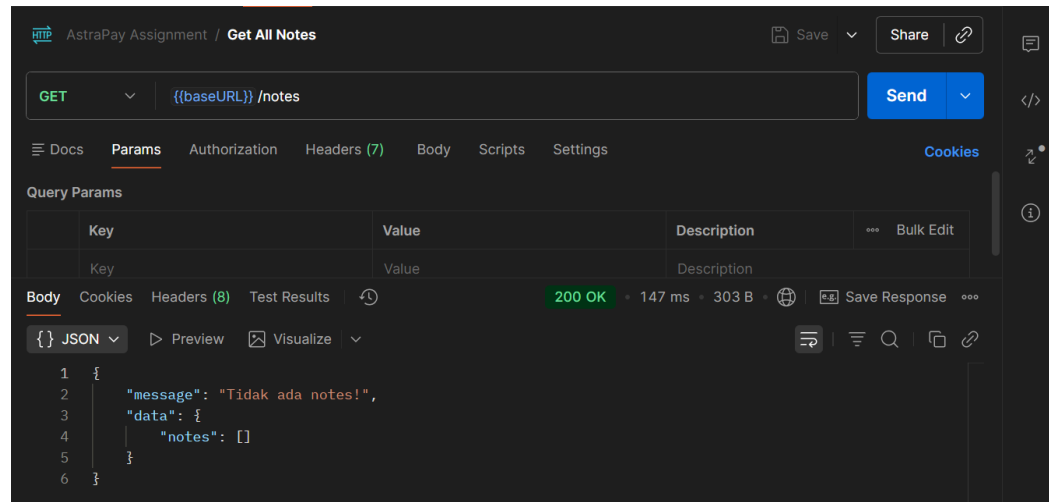 HTTP AstraPay Assignment / Get All Notes Save Share
GET {{baseURL}} /notes Send
Docs Params Authorization Headers (7) Body Scripts Settings Cookies
Query Params
Key Value Description ooo Bulk Edit
Key Value Description
Body Cookies Headers (8) Test Results 200 OK • 147 ms • 303 B • e.g. Save Response ooo
{} JSON Preview Visualize
1 {
2 "message": "Tidak ada notes!",
3 "data": {
4 "notes": []
5 }
6 }